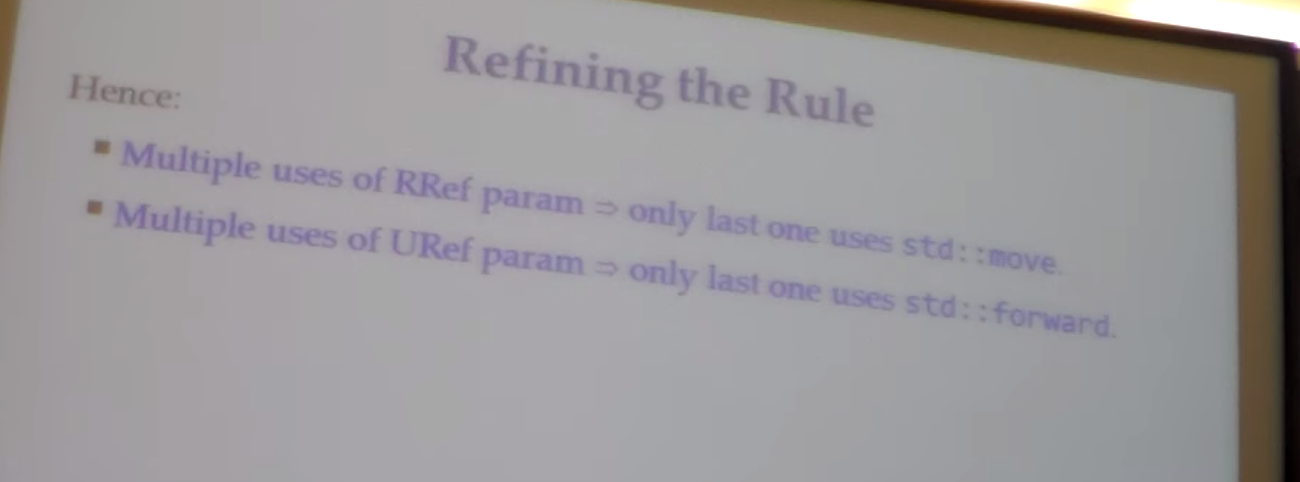 Refining the Rule
Hence:
▪ Multiple uses of RRef param ⇒ only last one uses std::move.
▪ Multiple uses of URef param ⇒ only last one uses std::forward.